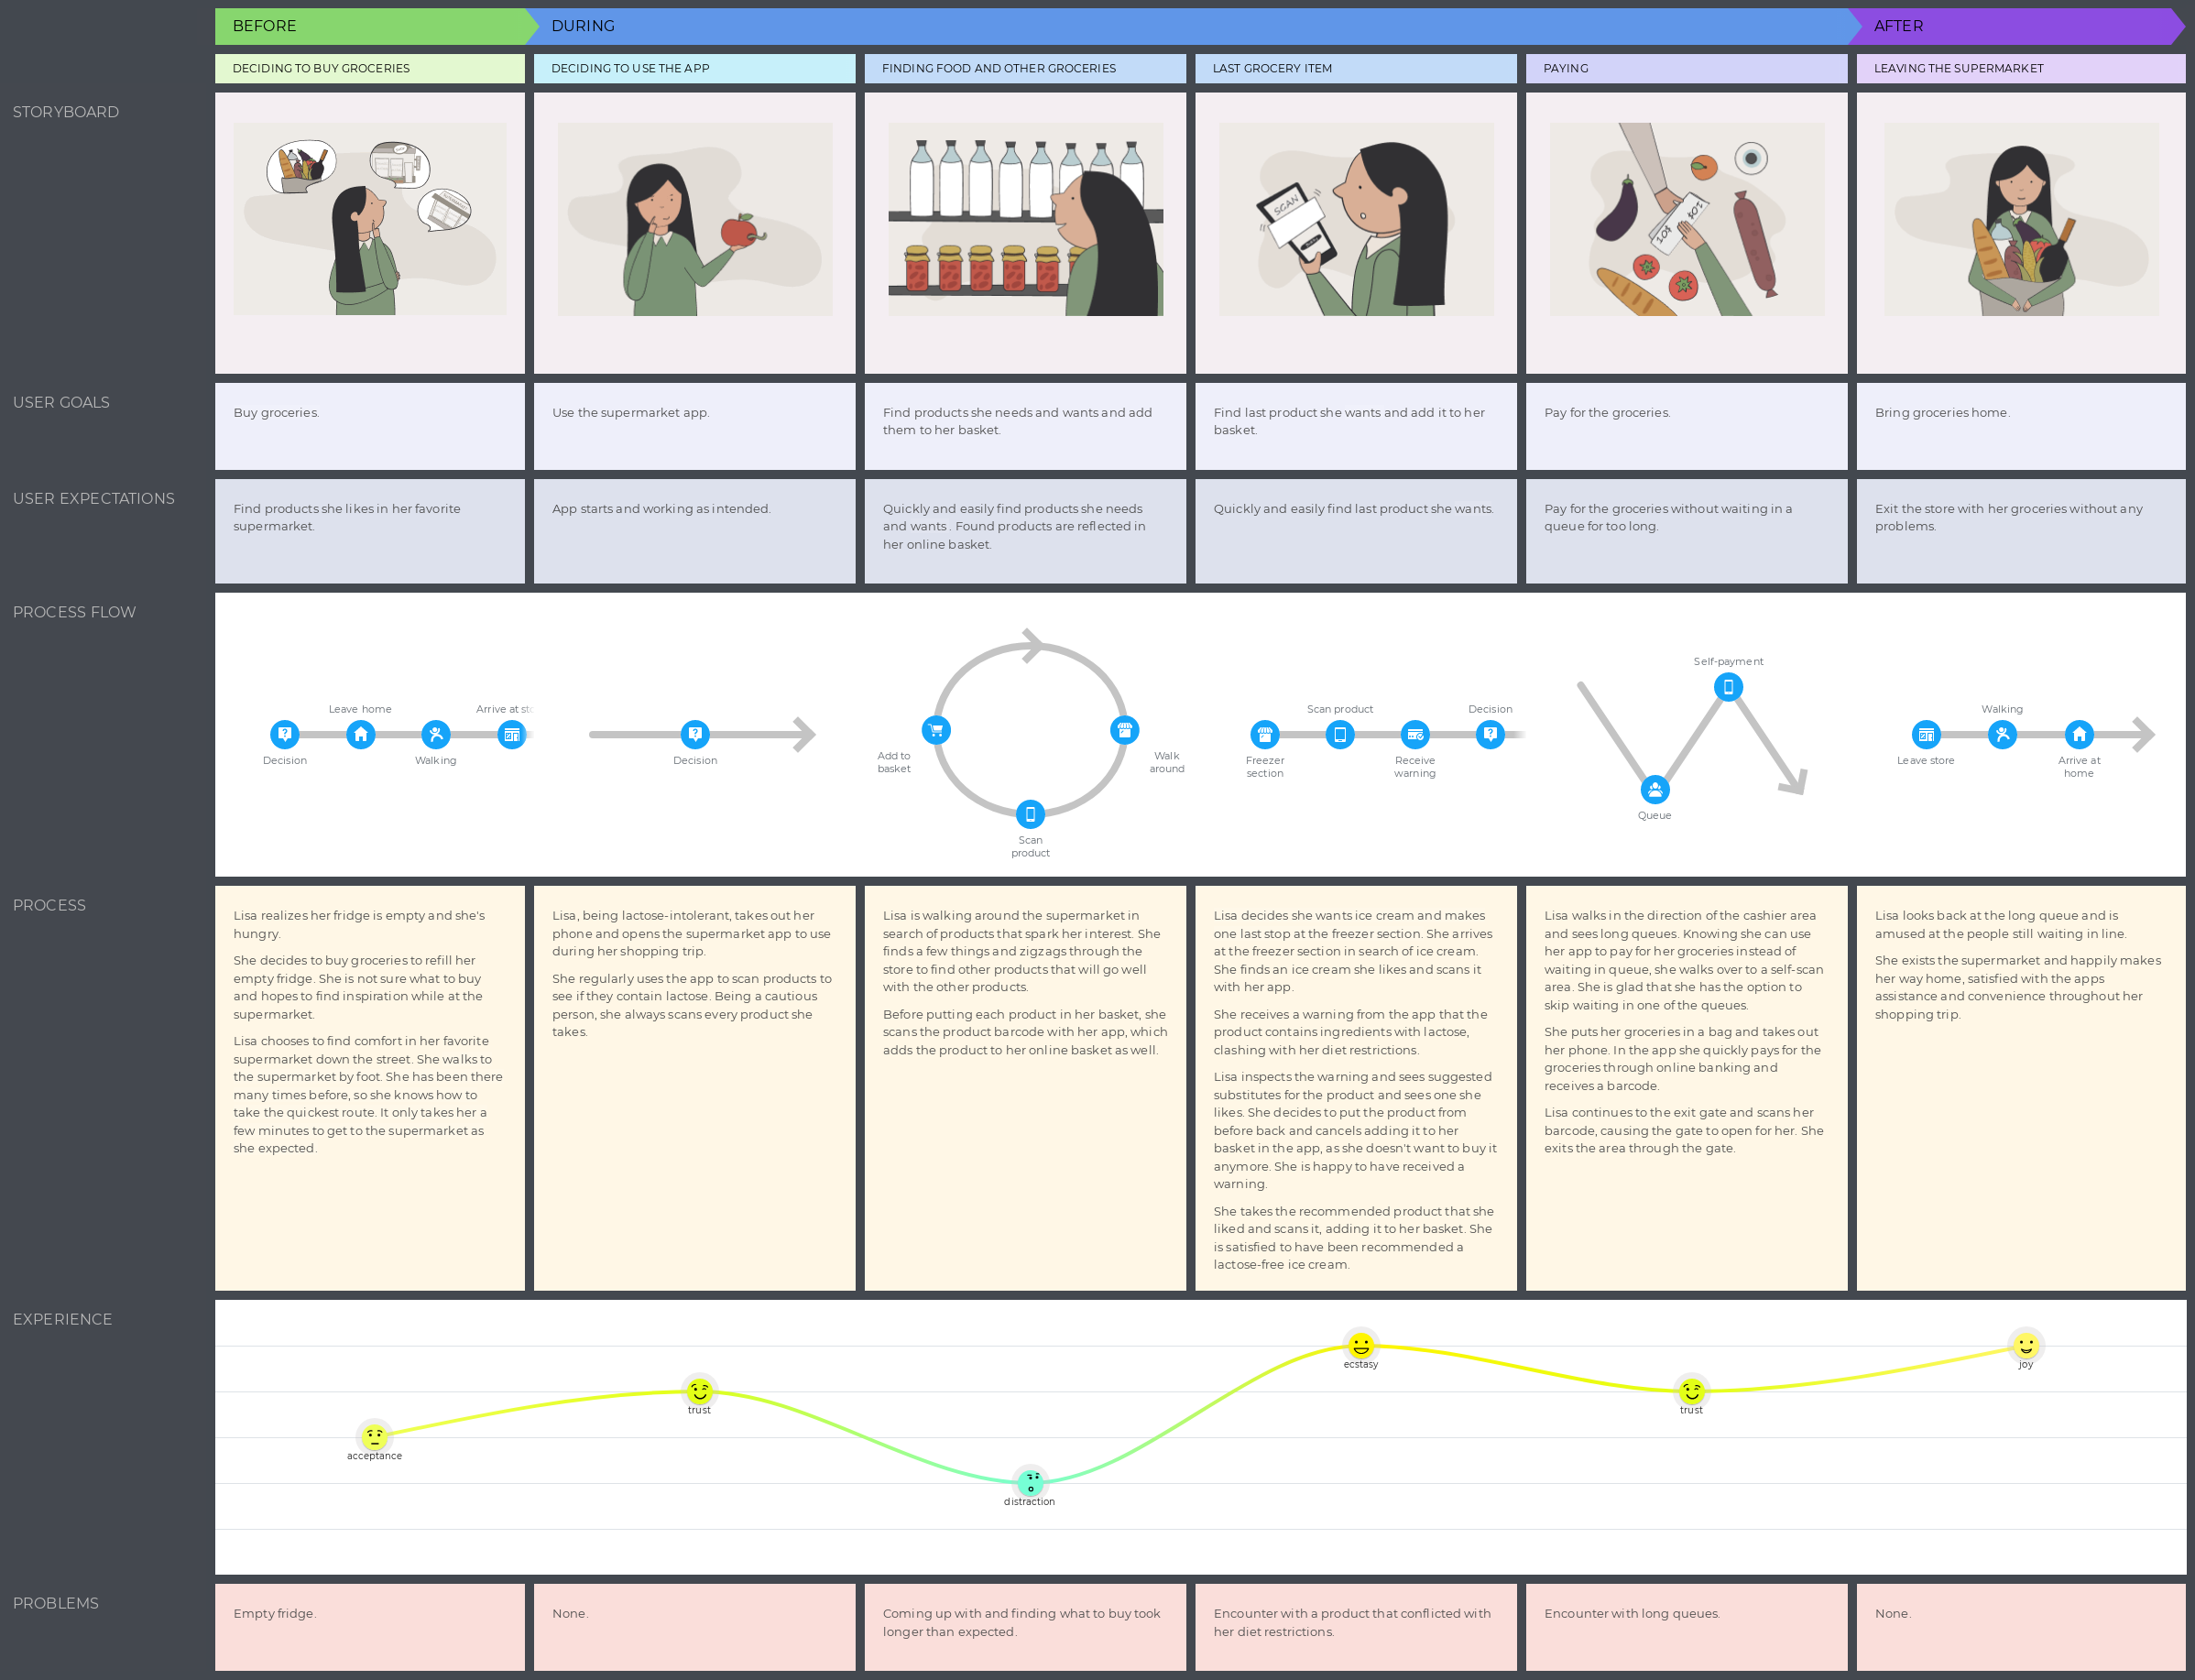 BEFORE
DURING
AFTER
DECIDING TO BUY GROCERIES
DECIDING TO USE THE APP
FINDING FOOD AND OTHER GROCERIES
LAST GROCERY ITEM
PAYING
LEAVING THE SUPERMARKET
STORYBOARD
SCAN
10$
$01
USER GOALS
Buy groceries.
Use the supermarket app.
Find products she needs and wants and add
them to her basket.
Find last product she wants and add it to her
basket.
Pay for the groceries.
Bring groceries home.
USER EXPECTATIONS
Find products she likes in her favorite
supermarket.
App starts and working as intended.
Quickly and easily find products she needs
and wants . Found products are reflected in
her online basket.
Quickly and easily find last product she wants.
Pay for the groceries without waiting in a
queue for too long.
Exit the store with her groceries without any
problems.
PROCESS FLOW
Decision
Leave home
Walking
Arrive at
Decision
Add to
basket
Walk
around
Scan
product
Freezer
section
Scan product
Receive
warning
Decision
Queue
Self-payment
Leave store
Walking
Arrive at
home
PROCESS
Lisa realizes her fridge is empty and she's
hungry.
She decides to buy groceries to refill her
empty fridge. She is not sure what to buy
and hopes to find inspiration while at the
supermarket.
Lisa chooses to find comfort in her favorite
supermarket down the street. She walks to
the supermarket by foot. She has been there
many times before, so she knows how to
take the quickest route. It only takes her a
few minutes to get to the supermarket as
she expected.
Lisa, being lactose-intolerant, takes out her
phone and opens the supermarket app to use
during her shopping trip.
She regularly uses the app to scan products to
see if they contain lactose. Being a cautious
person, she always scans every product she
takes.
Lisa is walking around the supermarket in
search of products that spark her interest. She
finds a few things and zigzags through the
store to find other products that will go well
with the other products.
Before putting each product in her basket, she
scans the product barcode with her app, which
adds the product to her online basket as well.
Lisa decides she wants ice cream and makes
one last stop at the freezer section. She arrives
at the freezer section in search of ice cream.
She finds an ice cream she likes and scans it
with her app.
She receives a warning from the app that the
product contains ingredients with lactose,
clashing with her diet restrictions.
Lisa inspects the warning and sees suggested
substitutes for the product and sees one she
likes. She decides to put the product from
before back and cancels adding it to her
basket in the app, as she doesn't want to buy it
anymore. She is happy to have received a
warning.
She takes the recommended product that she
liked and scans it, adding it to her basket. She
is satisfied to have been recommended a
lactose-free ice cream.
Lisa walks in the direction of the cashier area
and sees long queues. Knowing she can use
her app to pay for her groceries instead of
waiting in queue, she walks over to a self-scan
area. She is glad that she has the option to
skip waiting in one of the queues.
She puts her groceries in a bag and takes out
her phone. In the app she quickly pays for the
groceries through online banking and
receives a barcode.
Lisa continues to the exit gate and scans her
barcode, causing the gate to open for her. She
exits the area through the gate.
Lisa looks back at the long queue and is
amused at the people still waiting in line.
She exists the supermarket and happily makes
her way home, satisfied with the apps
assistance and convenience throughout her
shopping trip.
EXPERIENCE
acceptance
trust
distraction
ecstasy
trust
joy
PROBLEMS
Empty fridge.
None.
Coming up with and finding what to buy took
longer than expected.
Encounter with a product that conflicted with
her diet restrictions.
Encounter with long queues.
None.